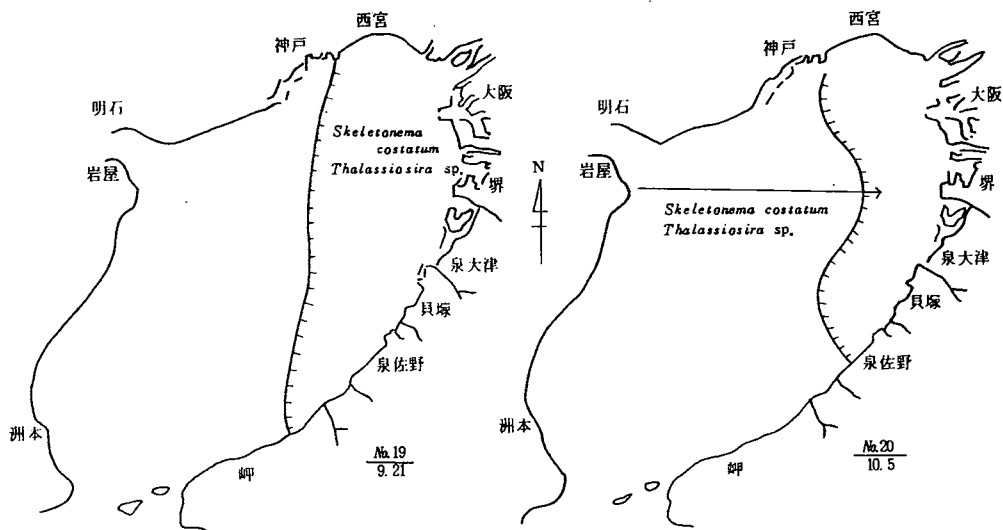 西宮
神戸
明石
大阪
Skeletonema
costatum
Thalassiosira sp.
岩屋
堺
泉大津
貝塚
泉佐野
洲本
岬
No.19
9.21
N
西宮
神戸
明石
大阪
岩屋
堺
Skeletonema costatum
Thalassiosira sp.
泉大津
貝塚
泉佐野
洲本
岬
No.20
10.5